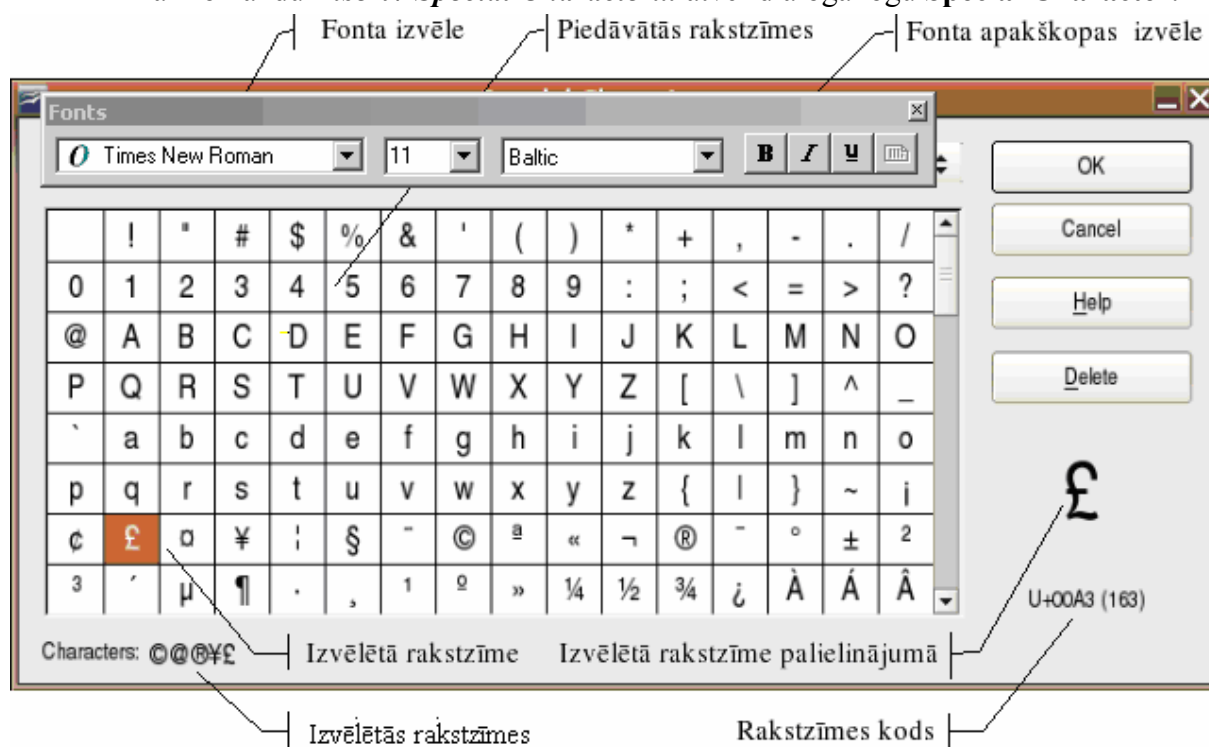 Fonta izvēle Piedāvātās rakstzīmes Fonta apakškopas izvēle
Fonts
Times New Roman 11 Baltic B I U
OK
Cancel
Help
Delete
! " # $ % & ' ( ) * + , - . /
0 1 2 3 4 5 6 7 8 9 : ; < = > ?
@ A B C D E F G H I J K L M N O
P Q R S T U V W X Y Z [ \ ] ^ _
` a b c d e f g h i j k l m n o
p q r s t u v w x y z { | } ~ ¡
¢ £ ¤ ¥ ¦ § ¨ © ª « ¬ ® ¯ ° ± ²
³ ´ µ ¶ · ¸ ¹ º » ¼ ½ ¾ ¿ À Á Â
£
U+00A3 (163)
Characters: ©@®¥£ Izvēlētā rakstzīme Izvēlētā rakstzīme palielinājumā
Izvēlētās rakstzīmes Rakstzīmes kods